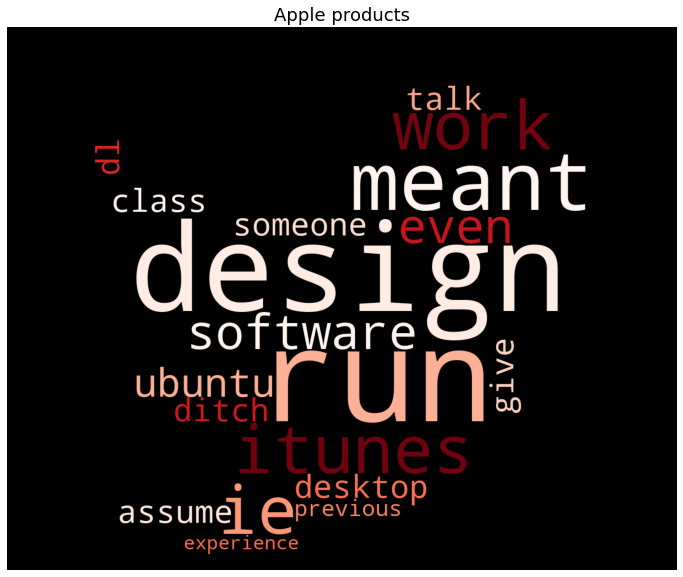 Apple products
talk
work
dl
meant
class
someone
even
design
software
run
give
ubuntu
ditch
itunes
desktop
ie
previous
assume
experience